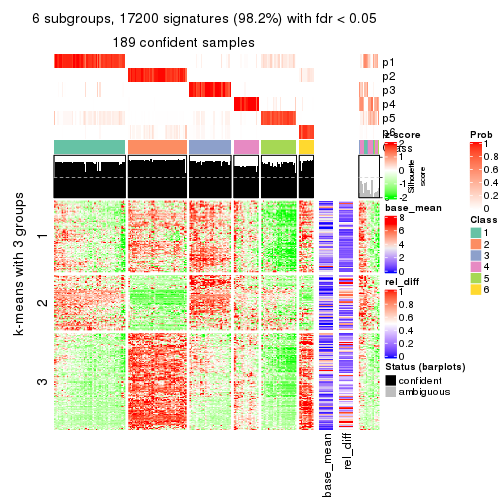 6 subgroups, 17200 signatures (98.2%) with fdr < 0.05
189 confident samples
p1
p2
p3
p4
p5
p6
Class
Silhouette
score
k-means with 3 groups
1
2
3
base_mean
rel_diff
z-score
2
1
0
-1
-2
base_mean
8
6
4
2
0
rel_diff
1
0.8
0.6
0.4
0.2
0
Status (barplots)
confident
ambiguous
Prob
1
0.8
0.6
0.4
0.2
0
Class
1
2
3
4
5
6